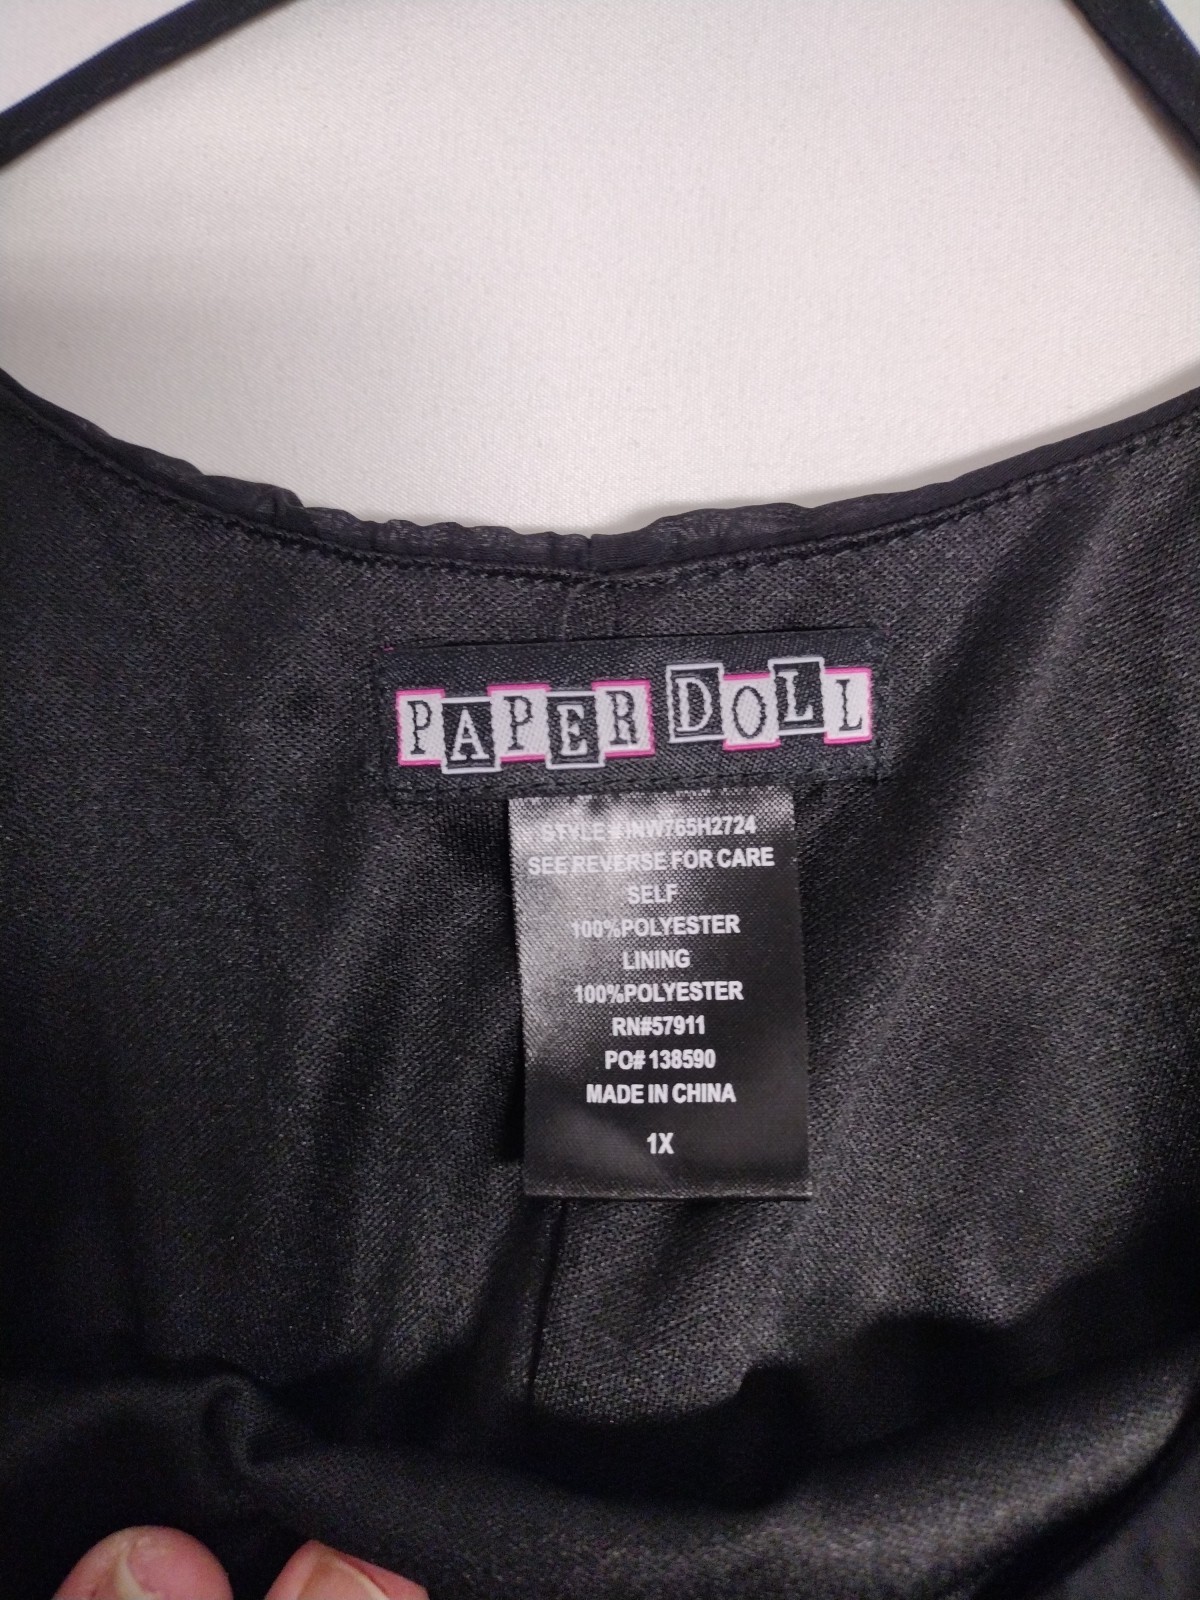 PAPER DOLL
STYLE # INW765H2724
SEE REVERSE FOR CARE
SELF
100%POLYESTER
LINING
100%POLYESTER
RN#57911
PO# 138590
MADE IN CHINA
1X